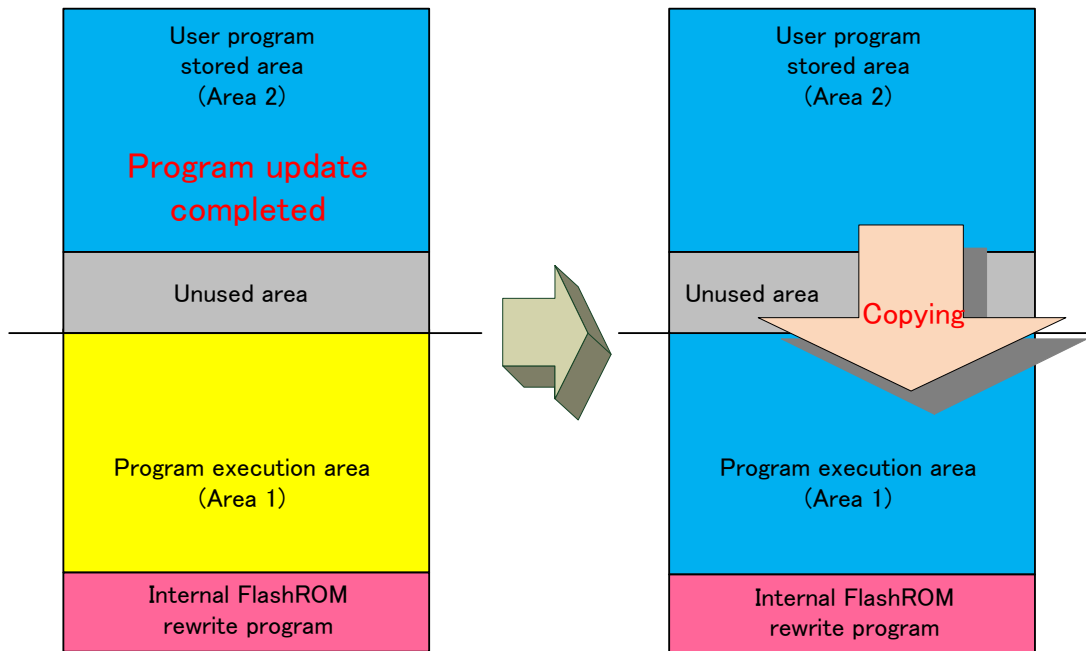 User program
stored area
(Area 2)
Program update
completed
Unused area
Program execution area
(Area 1)
Internal FlashROM
rewrite program
User program
stored area
(Area 2)
Unused area
Copying
Program execution area
(Area 1)
Internal FlashROM
rewrite program